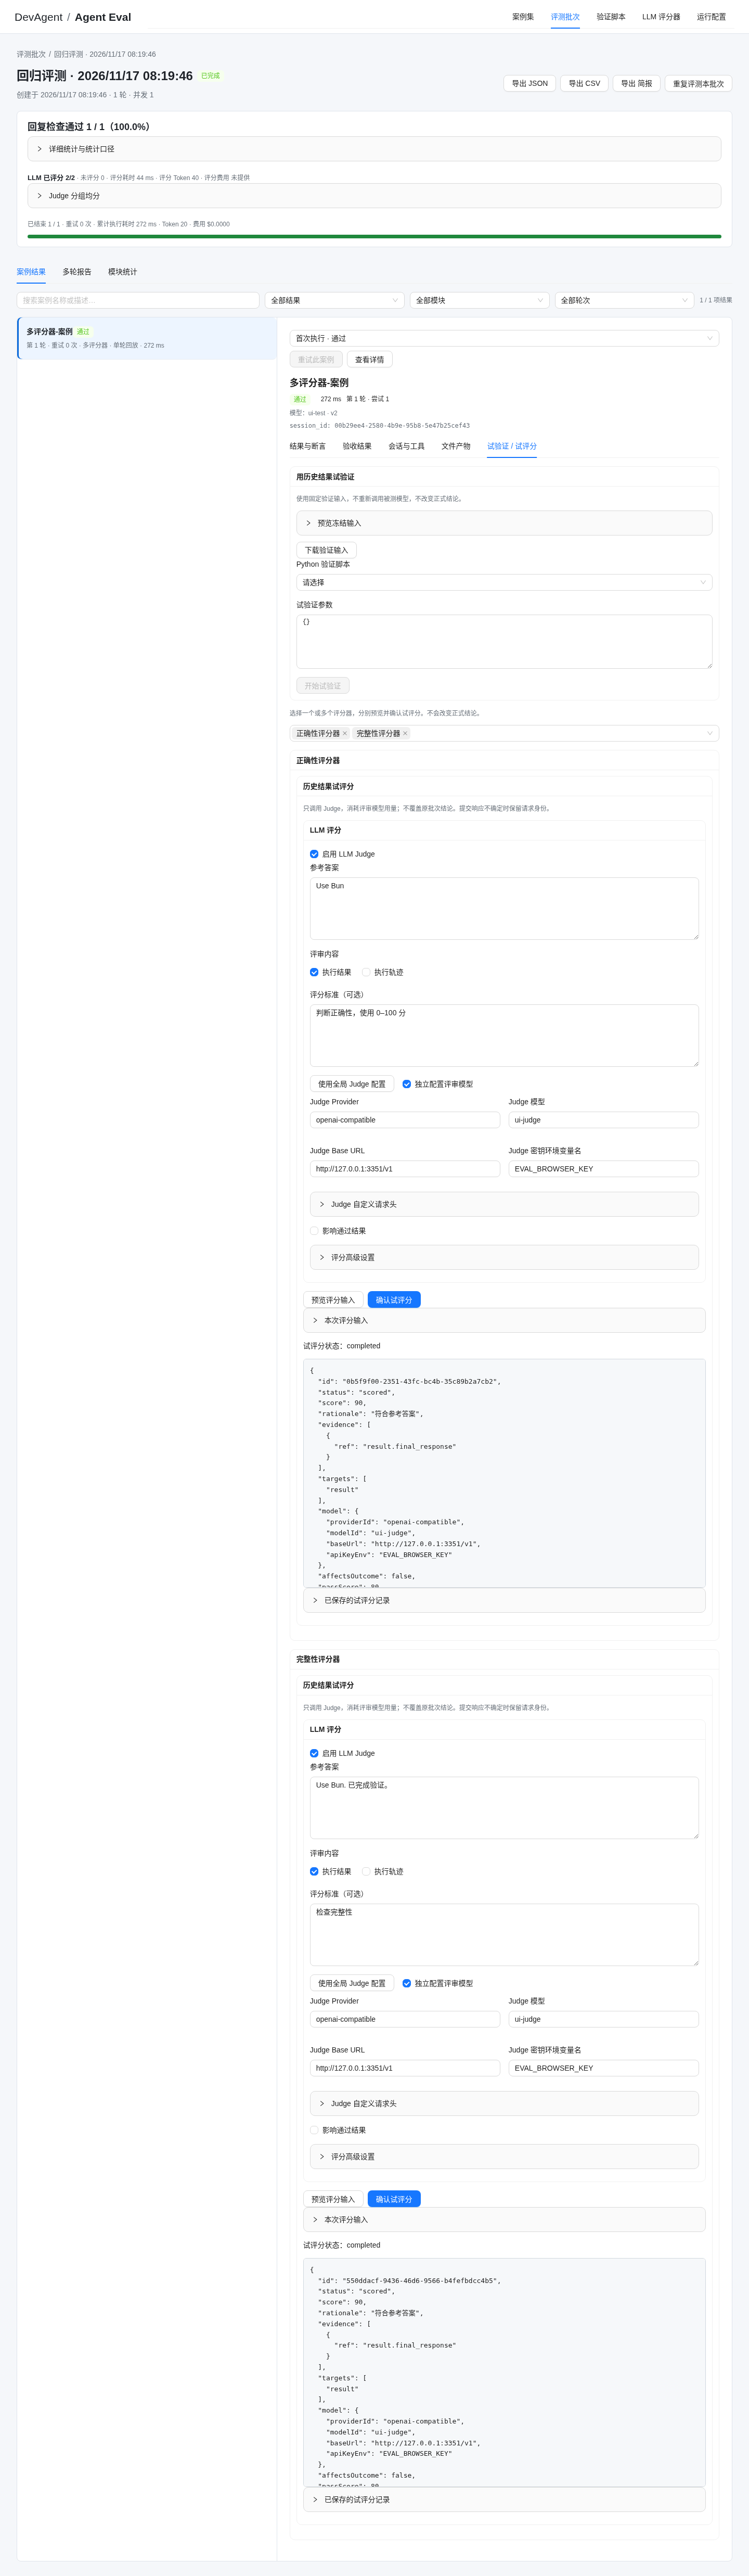 DevAgent / Agent Eval
案例集 评测批次 验证脚本 LLM 评分器 运行配置
评测批次 / 回归评测 · 2026/11/17 08:19:46
回归评测 · 2026/11/17 08:19:46 已完成
创建于 2026/11/17 08:19:46 · 1 轮 · 并发 1
导出 JSON 导出 CSV 导出 简报 重复评测本批次
回复检查通过 1 / 1（100.0%）
详细统计与统计口径
LLM 已评分 2/2 · 未评分 0 · 评分耗时 44 ms · 评分 Token 40 · 评分费用 未提供
Judge 分组均分
已结束 1 / 1 · 重试 0 次 · 累计执行耗时 272 ms · Token 20 · 费用 $0.0000
案例结果 多轮报告 模块统计
搜索案例名称或描述…
全部结果 全部模块 全部轮次 1 / 1 项结果
多评分器-案例 通过
第 1 轮 · 重试 0 次 · 多评分器 · 单轮回放 · 272 ms
首次执行 · 通过
重试此案例 查看详情
多评分器-案例
通过 272 ms 第 1 轮 · 尝试 1
模型：ui-test · v2
session_id: 00b29ee4-2580-4b9e-95b8-5e47b25cef43
结果与断言 验收结果 会话与工具 文件产物 试验证 / 试评分
用历史结果试验证
使用固定验证输入，不重新调用被测模型，不改变正式结论。
预览冻结输入
下载验证输入
Python 验证脚本
请选择
试验证参数
{}
开始试验证
选择一个或多个评分器，分别预览并确认试评分。不会改变正式结论。
正确性评分器 × 完整性评分器 ×
正确性评分器
历史结果试评分
只调用 Judge，消耗评审模型用量；不覆盖原批次结论。提交响应不确定时保留请求身份。
LLM 评分
启用 LLM Judge
参考答案
Use Bun
评审内容
执行结果 执行轨迹
评分标准（可选）
判断正确性，使用 0–100 分
使用全局 Judge 配置 独立配置评审模型
Judge Provider Judge 模型
openai-compatible ui-judge
Judge Base URL Judge 密钥环境变量名
http://127.0.0.1:3351/v1 EVAL_BROWSER_KEY
Judge 自定义请求头
影响通过结果
评分高级设置
预览评分输入 确认试评分
本次评分输入
试评分状态：completed
{
"id": "0b5f9f00-2351-43fc-bc4b-35c89b2a7cb2",
"status": "scored",
"score": 90,
"rationale": "符合参考答案",
"evidence": [
{
"ref": "result.final_response"
}
],
"targets": [
"result"
],
"model": {
"providerId": "openai-compatible",
"modelId": "ui-judge",
"baseUrl": "http://127.0.0.1:3351/v1",
"apiKeyEnv": "EVAL_BROWSER_KEY"
},
"affectsOutcome": false,
"passScore": 80
已保存的试评分记录
完整性评分器
历史结果试评分
只调用 Judge，消耗评审模型用量；不覆盖原批次结论。提交响应不确定时保留请求身份。
LLM 评分
启用 LLM Judge
参考答案
Use Bun. 已完成验证。
评审内容
执行结果 执行轨迹
评分标准（可选）
检查完整性
使用全局 Judge 配置 独立配置评审模型
Judge Provider Judge 模型
openai-compatible ui-judge
Judge Base URL Judge 密钥环境变量名
http://127.0.0.1:3351/v1 EVAL_BROWSER_KEY
Judge 自定义请求头
影响通过结果
评分高级设置
预览评分输入 确认试评分
本次评分输入
试评分状态：completed
{
"id": "550ddacf-9436-46d6-9566-b4fefbdcc4b5",
"status": "scored",
"score": 90,
"rationale": "符合参考答案",
"evidence": [
{
"ref": "result.final_response"
}
],
"targets": [
"result"
],
"model": {
"providerId": "openai-compatible",
"modelId": "ui-judge",
"baseUrl": "http://127.0.0.1:3351/v1",
"apiKeyEnv": "EVAL_BROWSER_KEY"
},
"affectsOutcome": false,
"passScore": 80
已保存的试评分记录